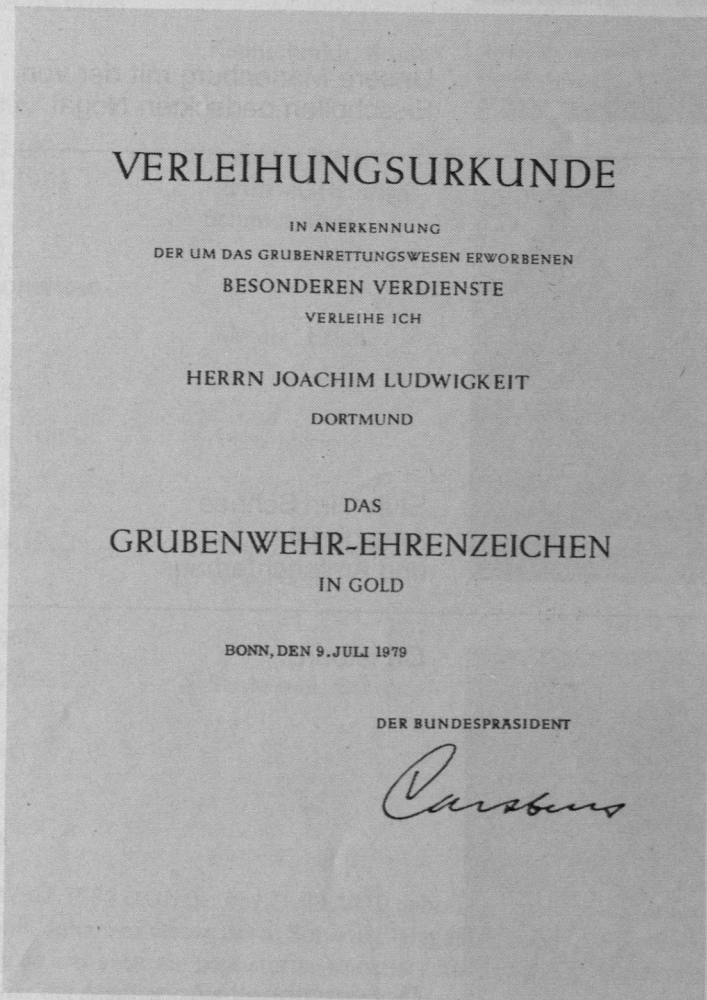 VERLEIHUNGSURKUNDE
IN ANERKENNUNG
DER UM DAS GRUBENRETTUNGSWESEN ERWORBENEN
BESONDEREN VERDIENSTE
VERLEIHE ICH
HERRN JOACHIM LUDWIGKEIT
DORTMUND
DAS
GRUBENWEHR-EHRENZEICHEN
IN GOLD
BONN, DEN 9. JULI 1979
DER BUNDESPRÄSIDENT
Carstens